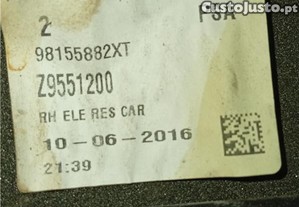 CustoJusto.pt
2
PSA
98155882XT
Z9551200
RH ELE RES CAR
10-06-2016
21:39